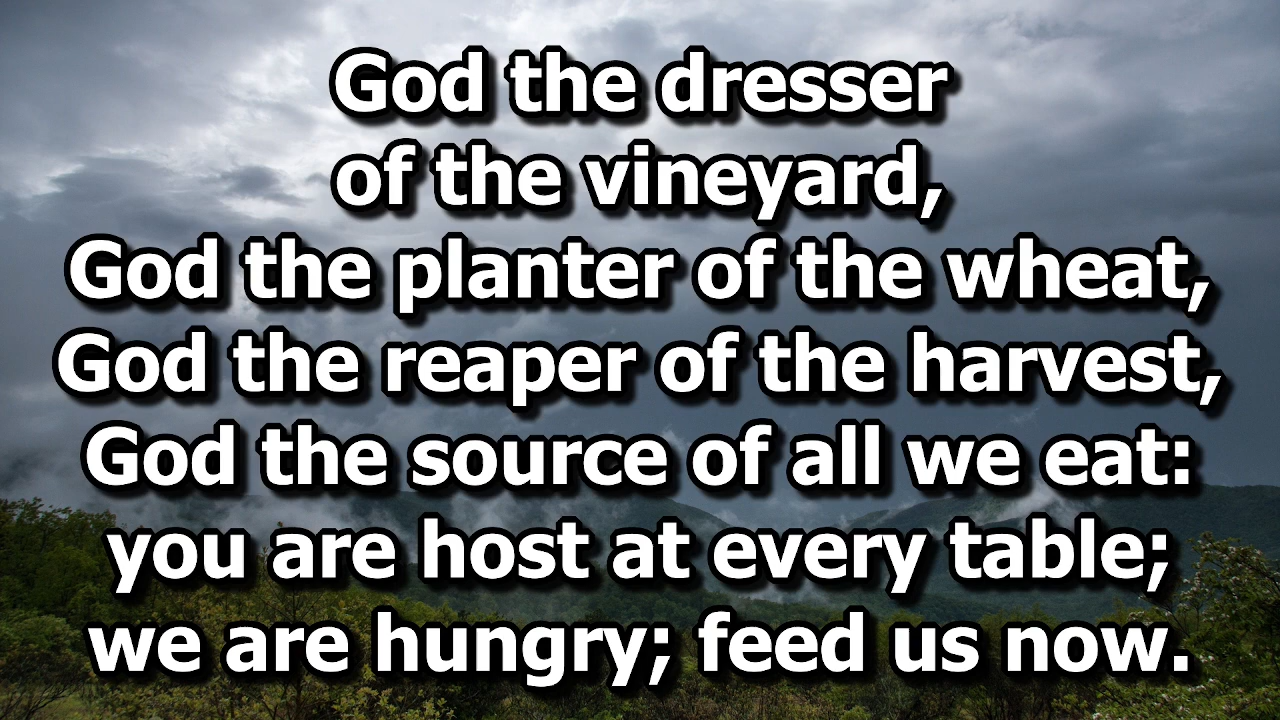 God the dresser
of the vineyard,
God the planter of the wheat,
God the reaper of the harvest,
God the source of all we eat:
you are host at every table;
we are hungry; feed us now.